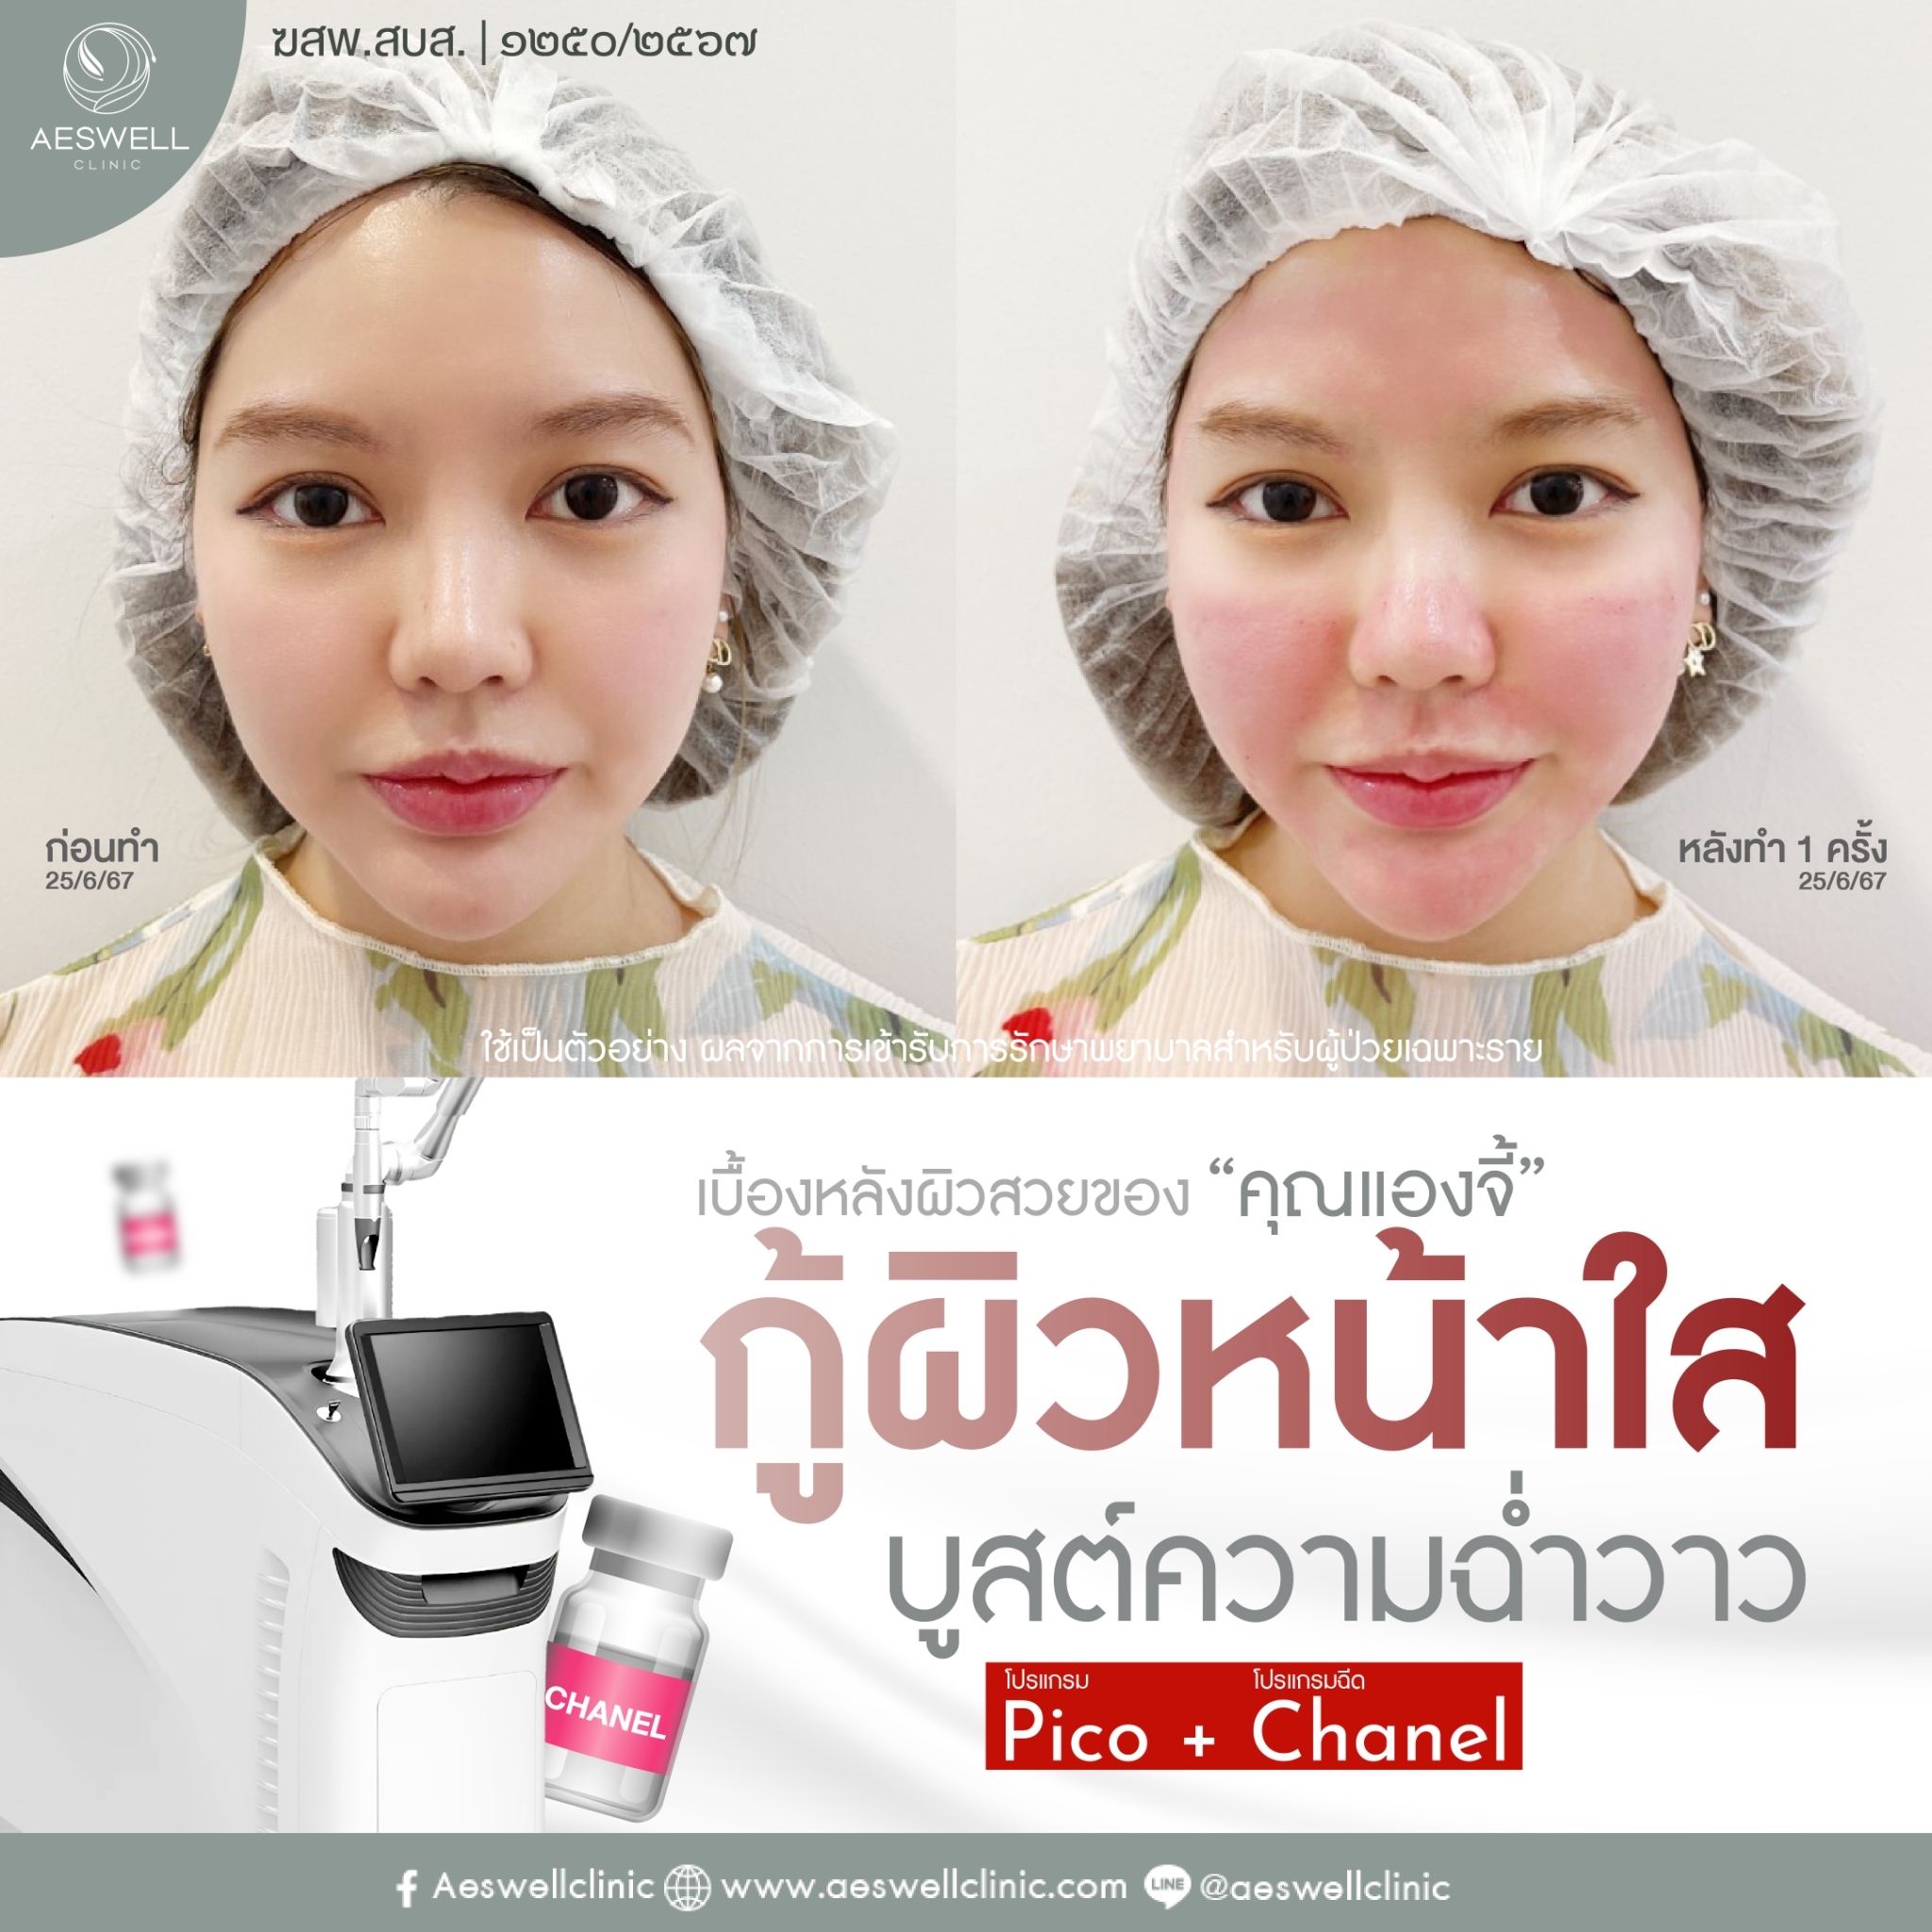 AESWELL
CLINIC
ฆสพ.สบส. | ๑๒๕๐/๒๕๖๗
ก่อนทำ
25/6/67
หลังทำ 1 ครั้ง
25/6/67
ใช้เป็นตัวอย่าง ผลจากการเข้ารับการรักษาพยาบาลสำหรับผู้ป่วยเฉพาะราย
เบื้องหลังผิวสวยของ “คุณแองจี้”
กู้ผิวหน้าใส
บูสต์ความฉ่ำวาว
CHANEL
โปรแกรม โปรแกรมฉีด
Pico + Chanel
Aeswellclinic www.aeswellclinic.com LINE @aeswellclinic